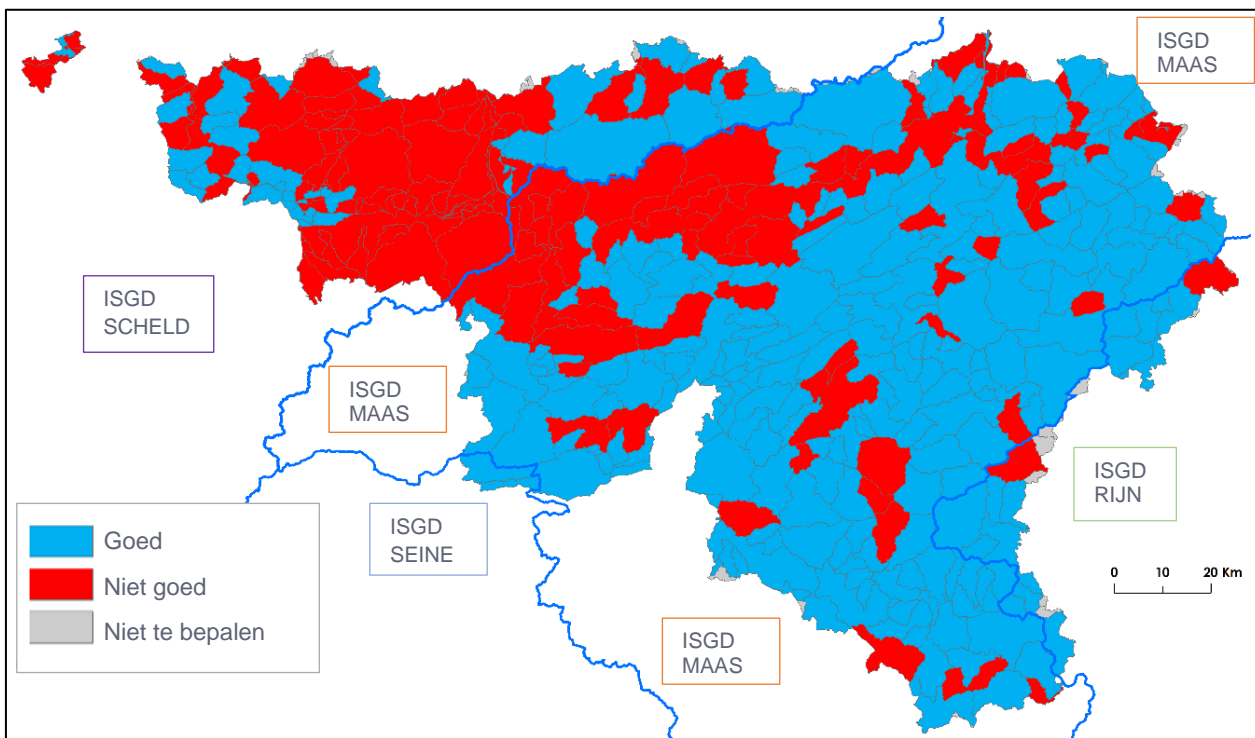 ISGD
MAAS
ISGD
SCHELD
ISGD
MAAS
ISGD
RIJN
ISGD
SEINE
Goed
Niet goed
Niet te bepalen
0 10 20 Km
ISGD
MAAS